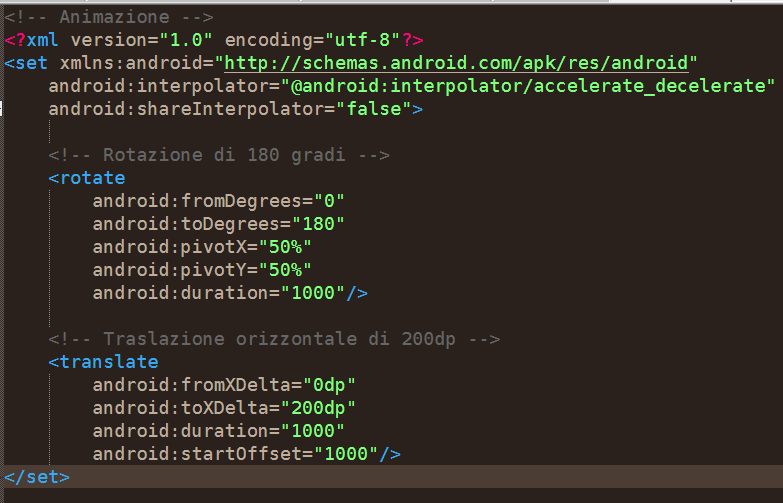 <!-- Animazione -->
<?xml version="1.0" encoding="utf-8"?>
<set xmlns:android="http://schemas.android.com/apk/res/android"
    android:interpolator="@android:interpolator/accelerate_decelerate"
    android:shareInterpolator="false">

    <!-- Rotazione di 180 gradi -->
    <rotate
        android:fromDegrees="0"
        android:toDegrees="180"
        android:pivotX="50%"
        android:pivotY="50%"
        android:duration="1000"/>

    <!-- Traslazione orizzontale di 200dp -->
    <translate
        android:fromXDelta="0dp"
        android:toXDelta="200dp"
        android:duration="1000"
        android:startOffset="1000"/>
</set>